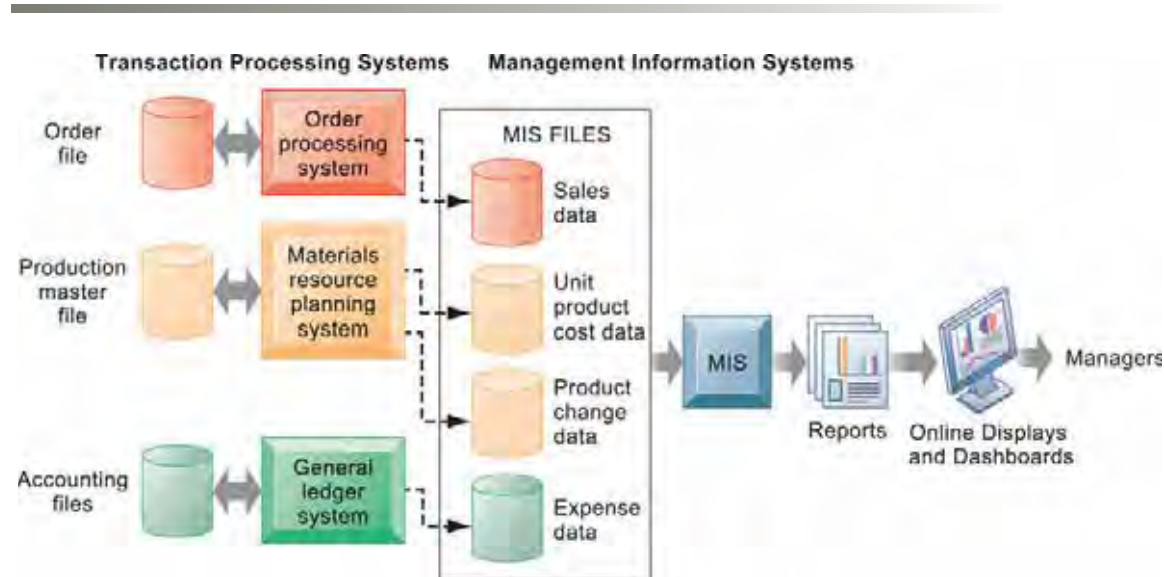 Transaction Processing Systems
Management Information Systems
Order
file
Order
processing
system
MIS FILES
Sales
data
Production
master
file
Materials
resource
planning
system
Unit
product
cost data
Product
change
data
MIS
Reports
Online Displays
and Dashboards
Managers
Accounting
files
General
ledger
system
Expense
data